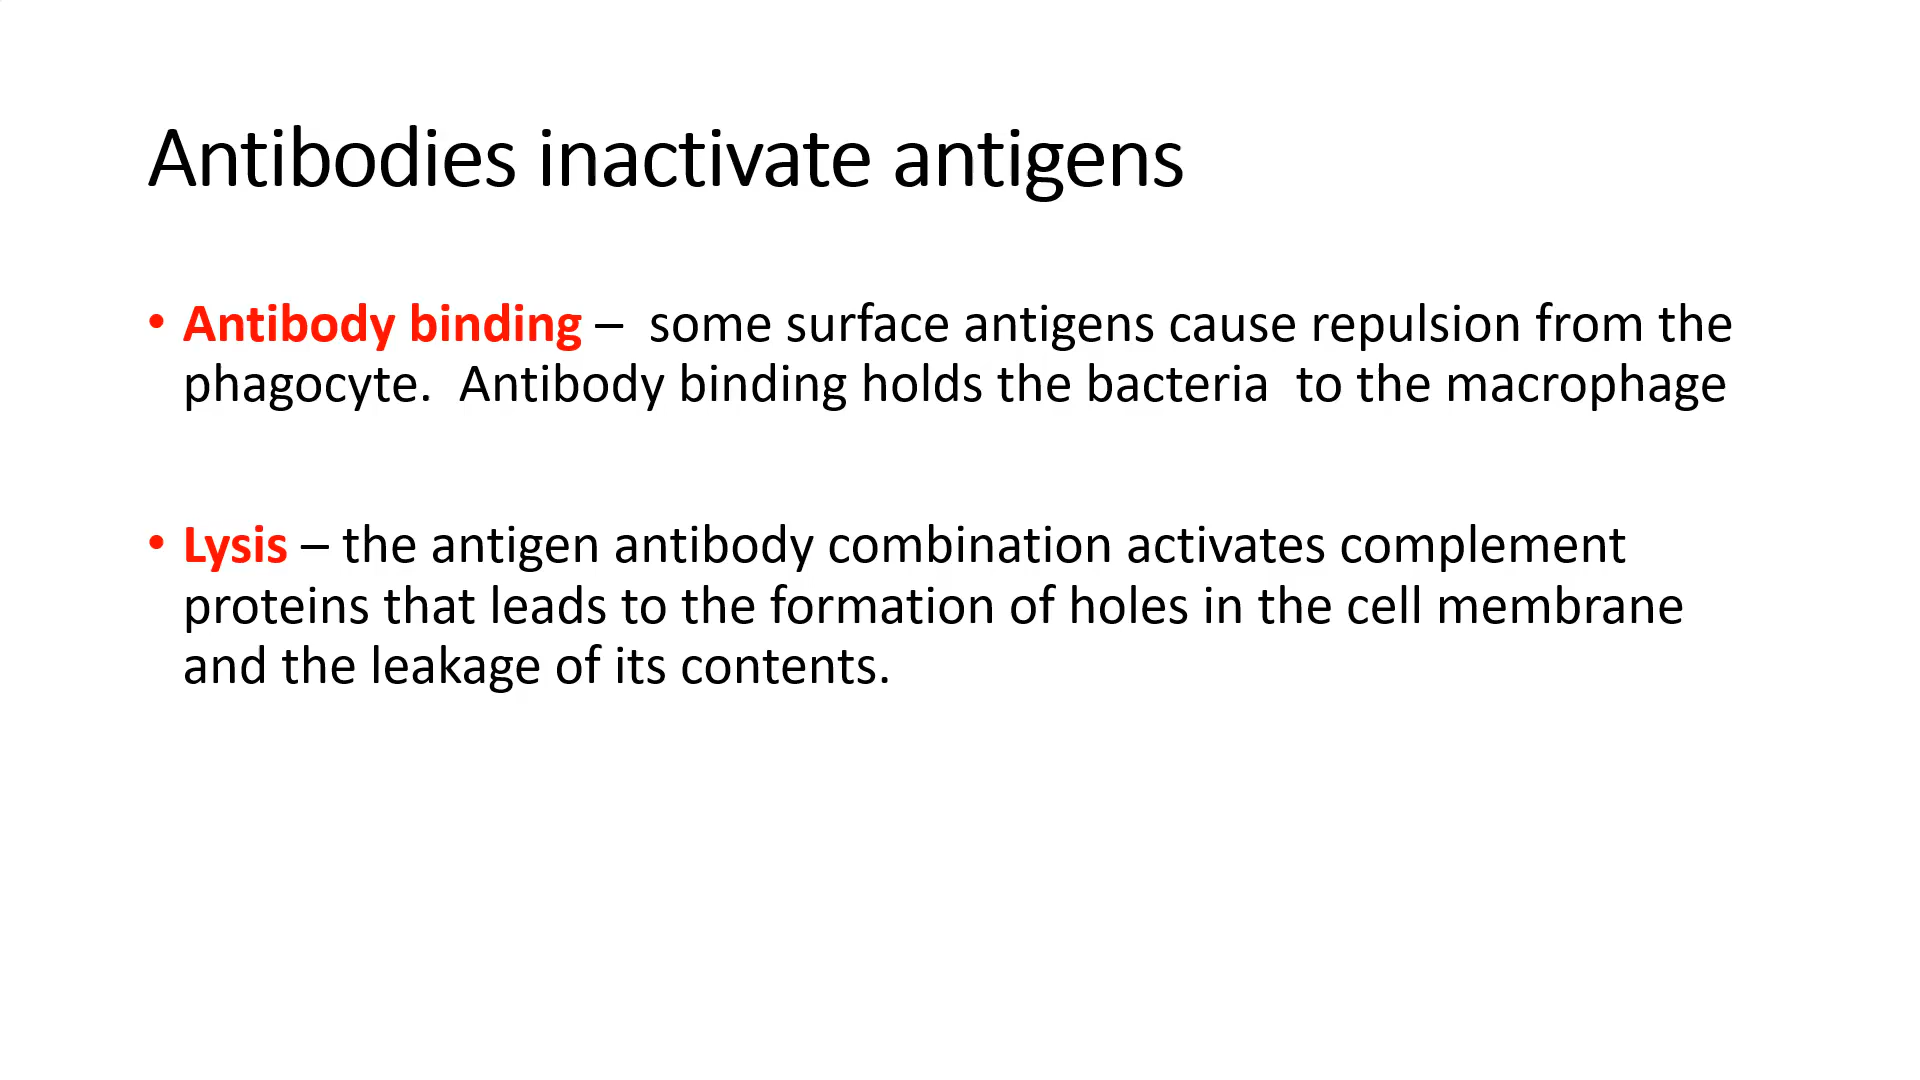 Antibodies inactivate antigens
• Antibody binding – some surface antigens cause repulsion from the
phagocyte. Antibody binding holds the bacteria to the macrophage
• Lysis – the antigen antibody combination activates complement
proteins that leads to the formation of holes in the cell membrane
and the leakage of its contents.